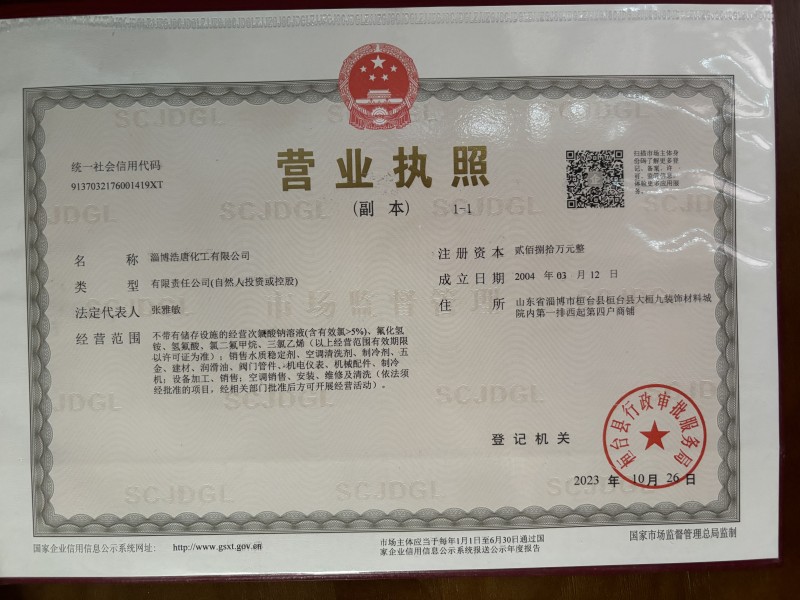 统一社会信用代码
9137032176001419XT
营业执照
（副 本） 1-1
扫描市场主体身
份码了解更多登
记、备案、许
可、监管信息，
体验更多应用服
务。
名 称 淄博浩唐化工有限公司
类 型 有限责任公司(自然人投资或控股)
法定代表人 张雅敏
经营范围 不带有储存设施的经营次氯酸钠溶液(含有效氯>5%)、氟化氢
铵、氢氟酸、氯二氟甲烷、三氯乙烯（以上经营范围有效期限
以许可证为准）；销售水质稳定剂、空调清洗剂、制冷剂、五
金、建材、润滑油、阀门管件、机电仪表、机械配件、制冷
机；设备加工、销售；空调销售、安装、维修及清洗（依法须
经批准的项目，经相关部门批准后方可开展经营活动）。
注册资本 贰佰捌拾万元整
成立日期 2004 年 03 月 12 日
住 所 山东省淄博市桓台县桓台县大桓九装饰材料城
院内第一排西起第四户商铺
登记机关
桓台县行政审批服务局
2023 年 10 月 26 日
国家企业信用信息公示系统网址： http://www.gsxt.gov.cn
市场主体应当于每年1月1日至6月30日通过国
家企业信用信息公示系统报送公示年度报告
国家市场监督管理总局监制
SCJDGL
市场监督管理